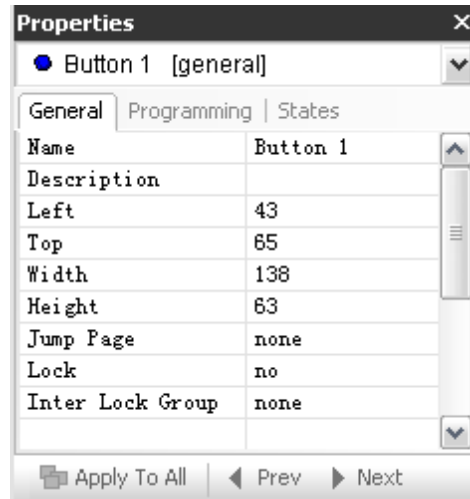 Properties
Button 1 [general]
General Programming States
Name Button 1
Description
Left 43
Top 65
Width 138
Height 63
Jump Page none
Lock no
Inter Lock Group none
Apply To All Prev Next